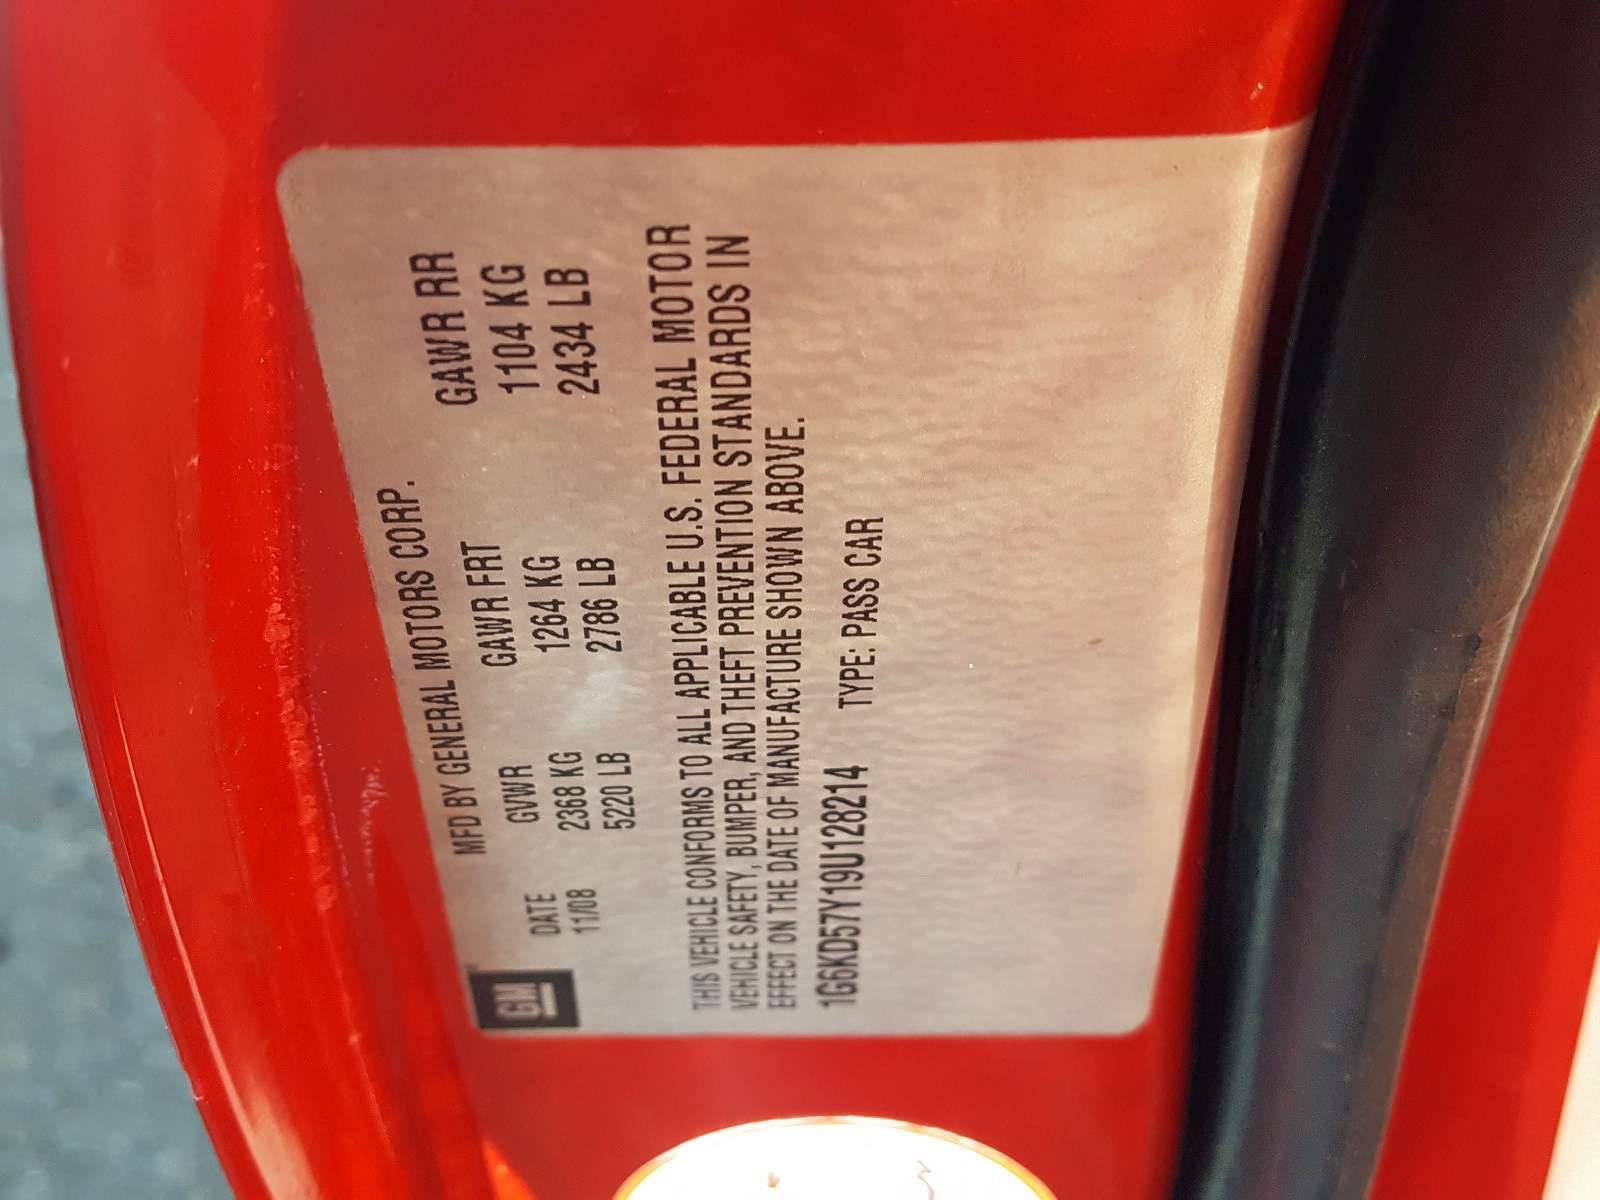 GM
MFD BY GENERAL MOTORS CORP.
DATE GVWR GAWR FRT GAWR RR
11/08 2368 KG 1264 KG 1104 KG
5220 LB 2786 LB 2434 LB
THIS VEHICLE CONFORMS TO ALL APPLICABLE U.S. FEDERAL MOTOR
VEHICLE SAFETY, BUMPER, AND THEFT PREVENTION STANDARDS IN
EFFECT ON THE DATE OF MANUFACTURE SHOWN ABOVE.
1G6KD57Y19U128214 TYPE: PASS CAR